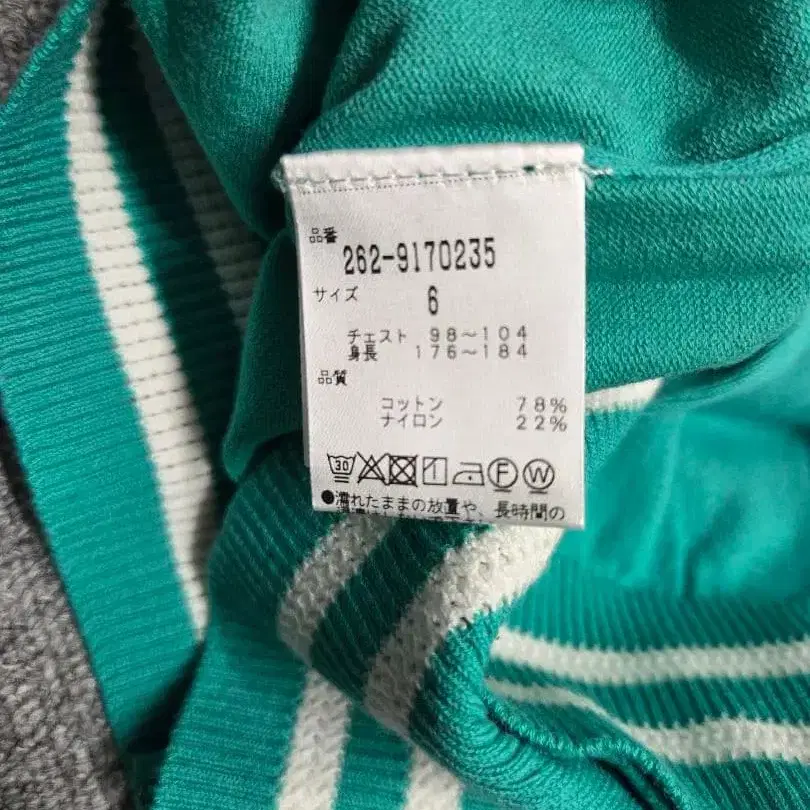 品番
262-9170235
サイズ 6
チェスト 98～104
身長 176～184
品質
コットン 78%
ナイロン 22%
30 F W
●濡れたままの放置や、長時間の